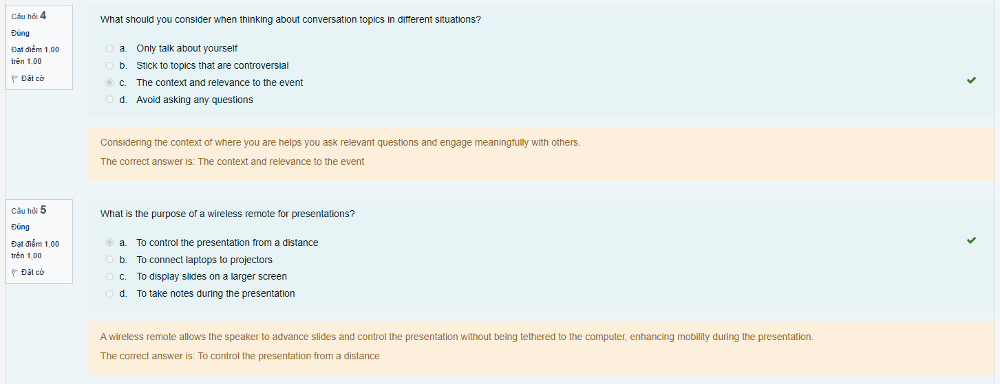 Câu hỏi 4
Đúng
Đạt điểm 1,00
trên 1,00
Đặt cờ
What should you consider when thinking about conversation topics in different situations?
a. Only talk about yourself
b. Stick to topics that are controversial
c. The context and relevance to the event
d. Avoid asking any questions
Considering the context of where you are helps you ask relevant questions and engage meaningfully with others.
The correct answer is: The context and relevance to the event
Câu hỏi 5
Đúng
Đạt điểm 1,00
trên 1,00
Đặt cờ
What is the purpose of a wireless remote for presentations?
a. To control the presentation from a distance
b. To connect laptops to projectors
c. To display slides on a larger screen
d. To take notes during the presentation
A wireless remote allows the speaker to advance slides and control the presentation without being tethered to the computer, enhancing mobility during the presentation.
The correct answer is: To control the presentation from a distance